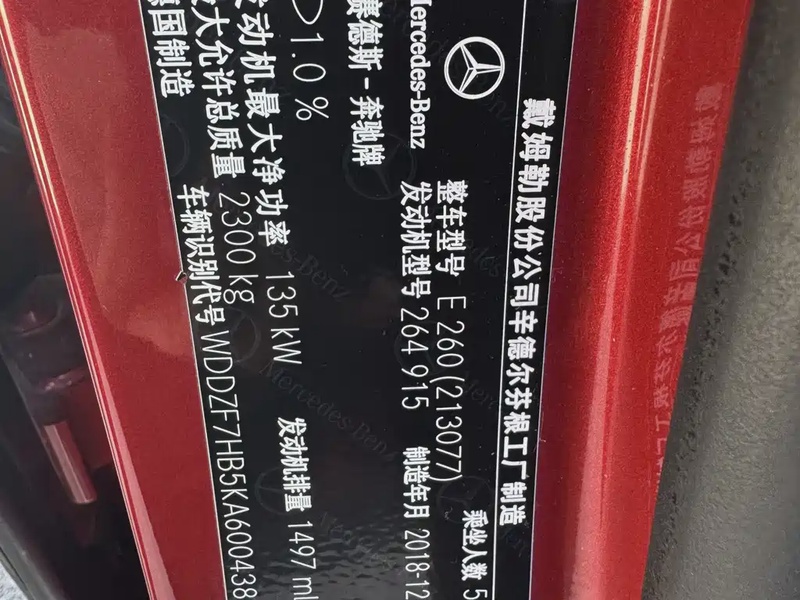 戴姆勒股份公司辛德尔芬根工厂制造
Mercedes-Benz
整车型号 E 260(213077) 乘坐人数 5
赛德斯-奔驰牌 发动机型号 264 915 制造年月 2018-12
>1.0 %
发动机最大净功率 135 kW 发动机排量 1497 ml
最大允许总质量 2300 kg
德国制造 车辆识别代号 WDDZF7HB5KA600438